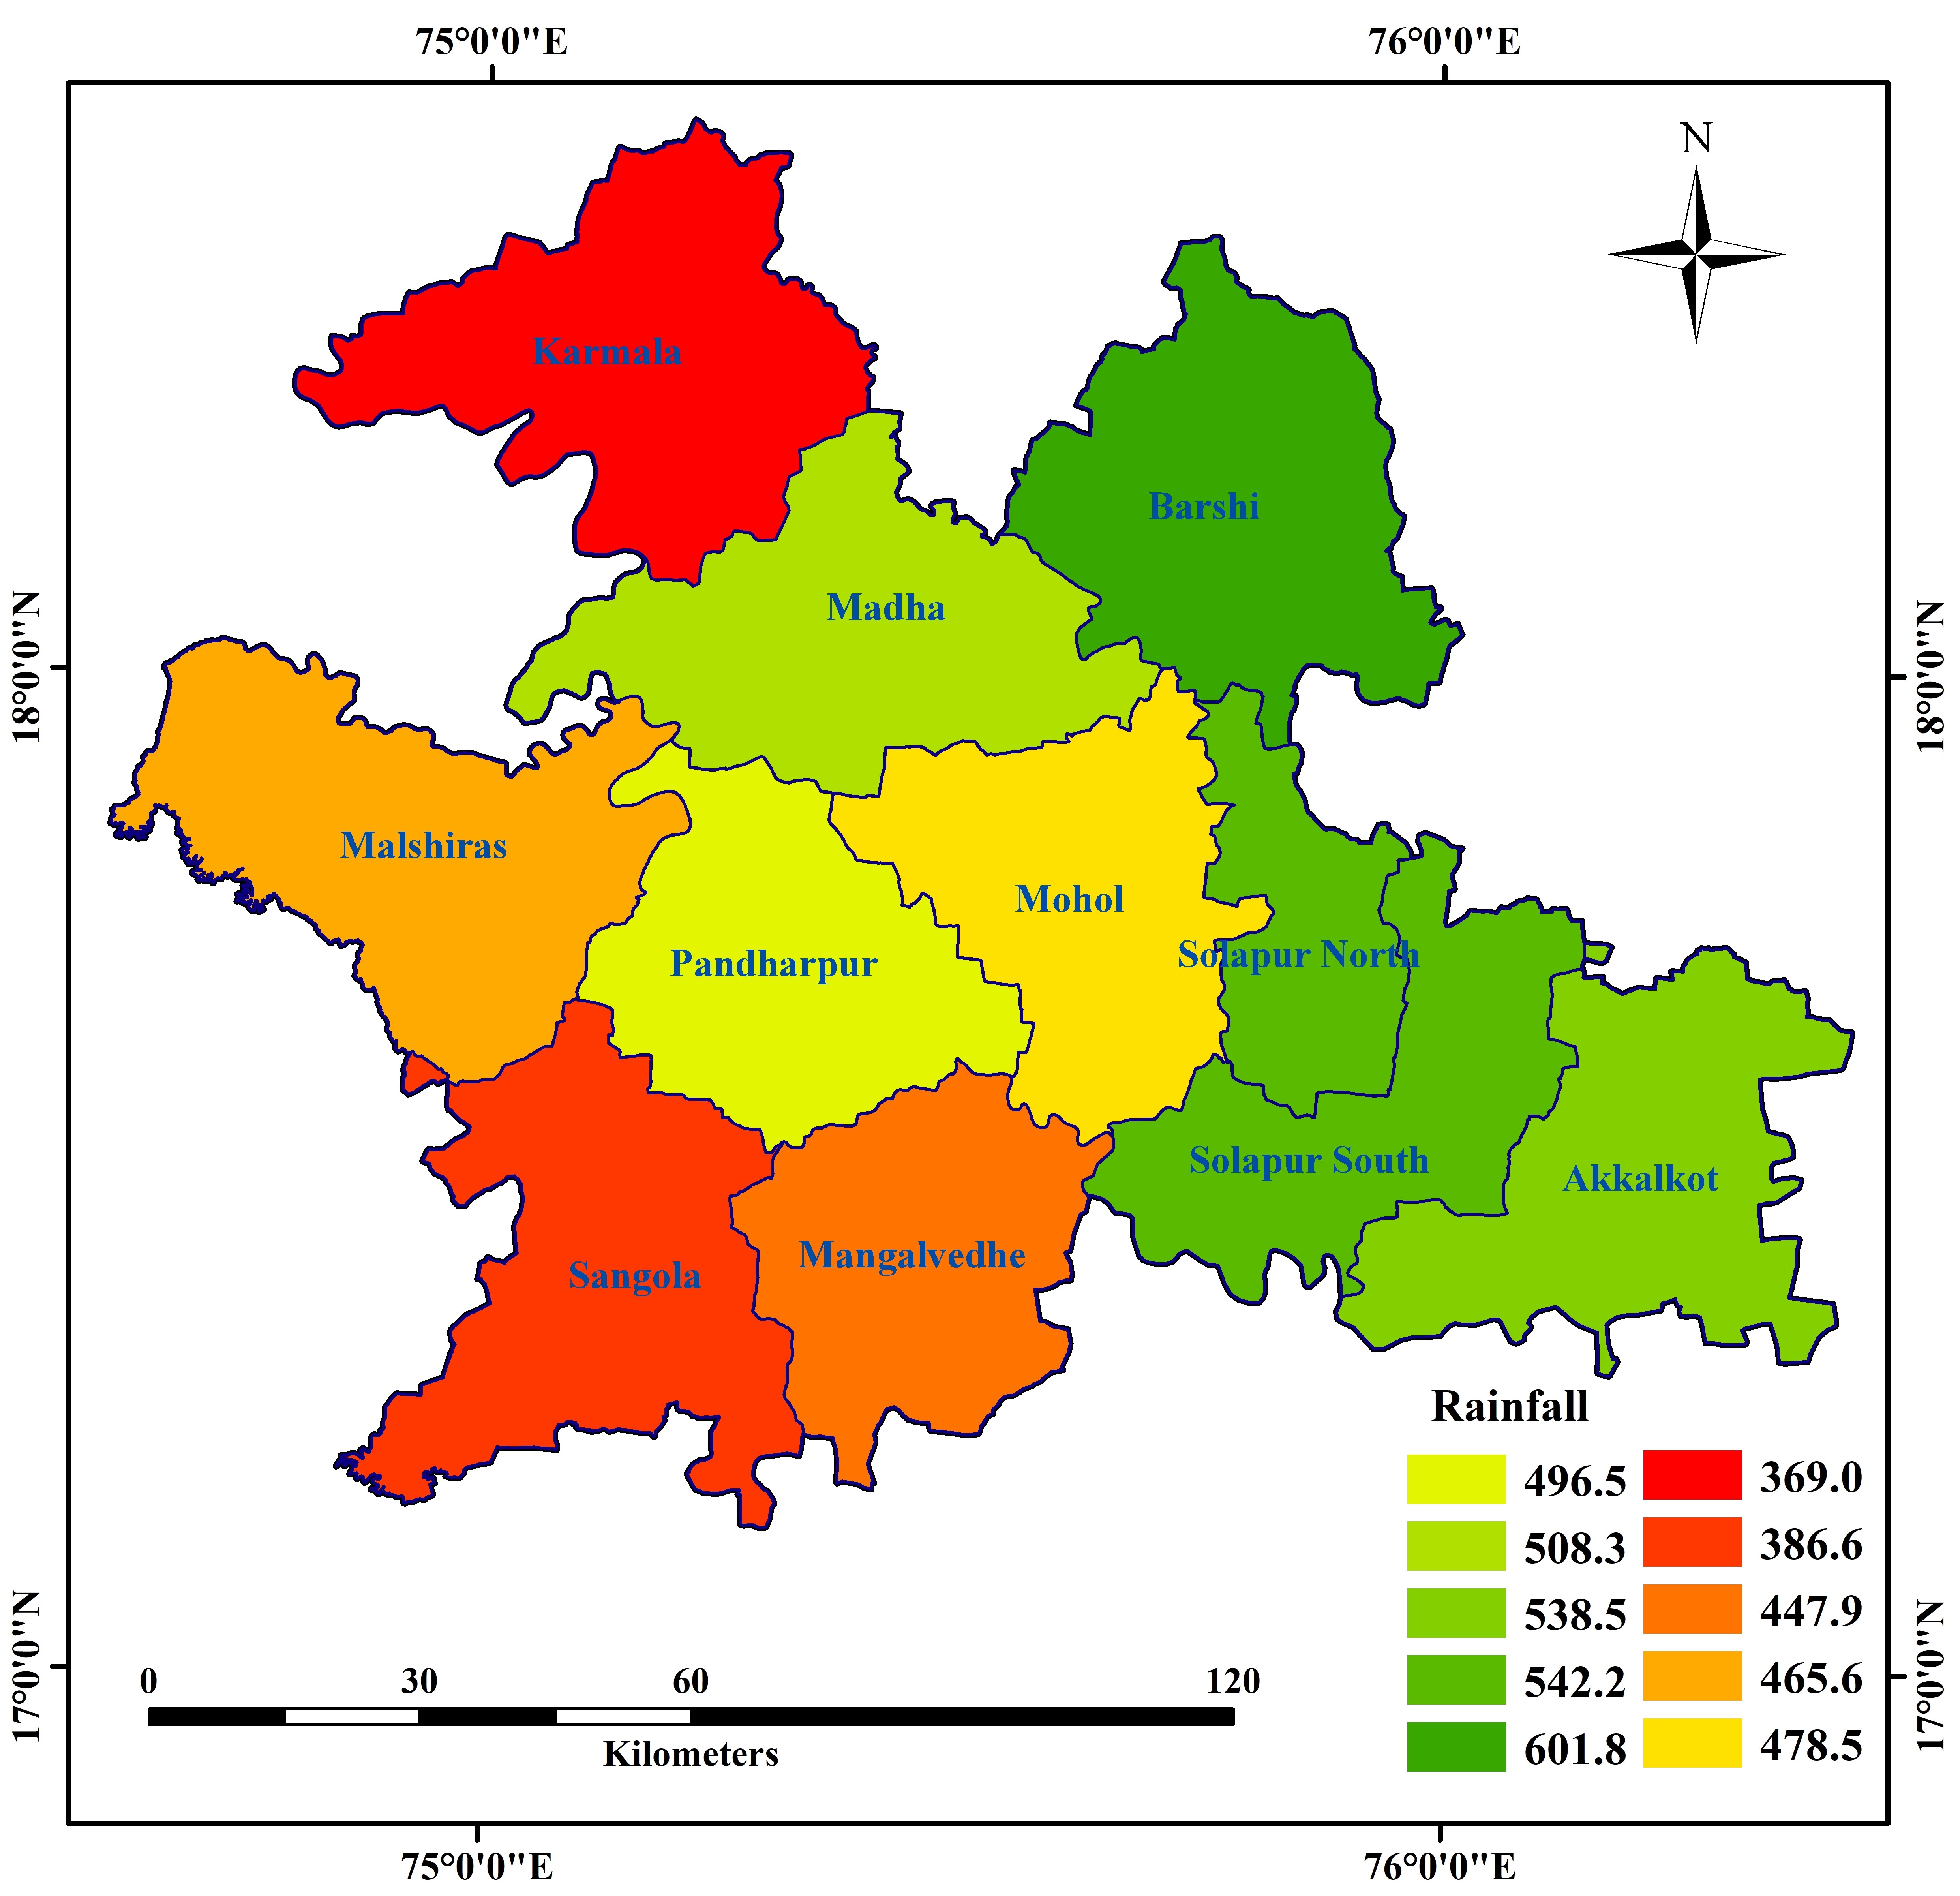 75°0'0"E
76°0'0"E
N
Karmala
Barshi
Madha
18°0'0"N
18°0'0"N
Malshiras
Mohol
Solapur North
Pandharpur
Solapur South
Akkalkot
Mangalvedhe
Sangola
Rainfall
496.5
369.0
508.3
386.6
538.5
447.9
542.2
465.6
601.8
478.5
17°0'0"N
17°0'0"N
0 30 60 120
Kilometers
75°0'0"E
76°0'0"E